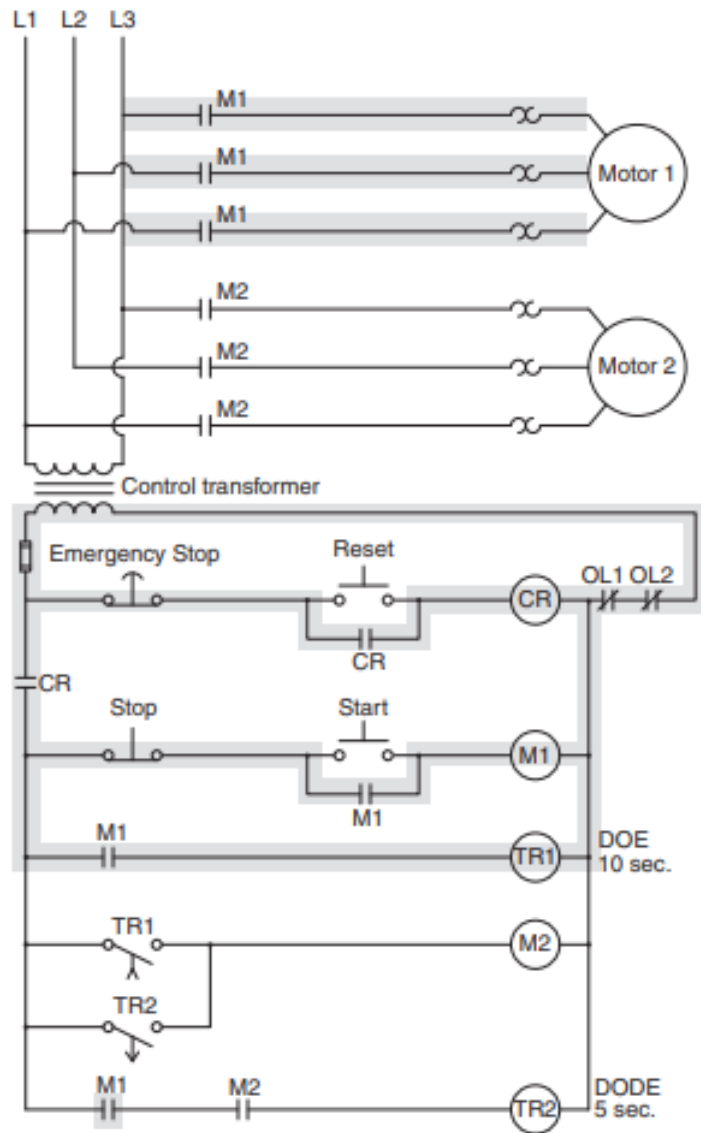 L1 L2 L3
M1
M1
Motor 1
M1
M2
M2
Motor 2
M2
Control transformer
Emergency Stop
Reset
OL1 OL2
CR
CR
CR
Stop
Start
M1
M1
M1
TR1
DOE
10 sec.
TR1
M2
TR2
M1
M2
TR2
DODE
5 sec.